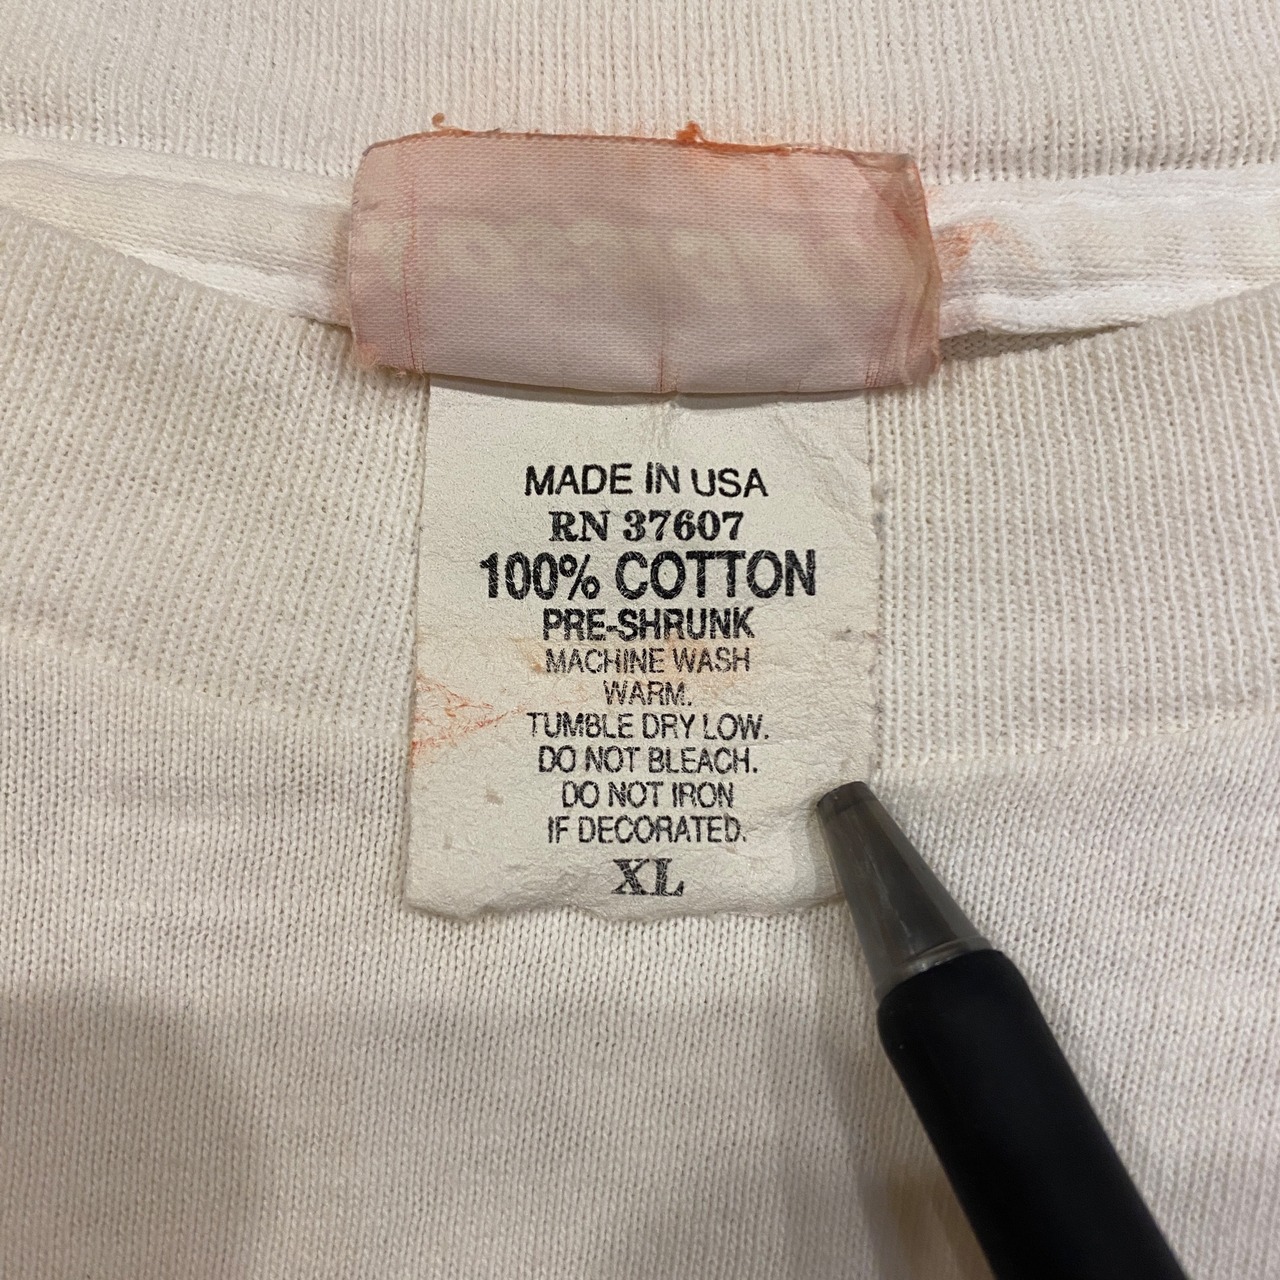 MADE IN USA
RN 37607
100% COTTON
PRE-SHRUNK
MACHINE WASH
WARM.
TUMBLE DRY LOW.
DO NOT BLEACH.
DO NOT IRON
IF DECORATED.
XL